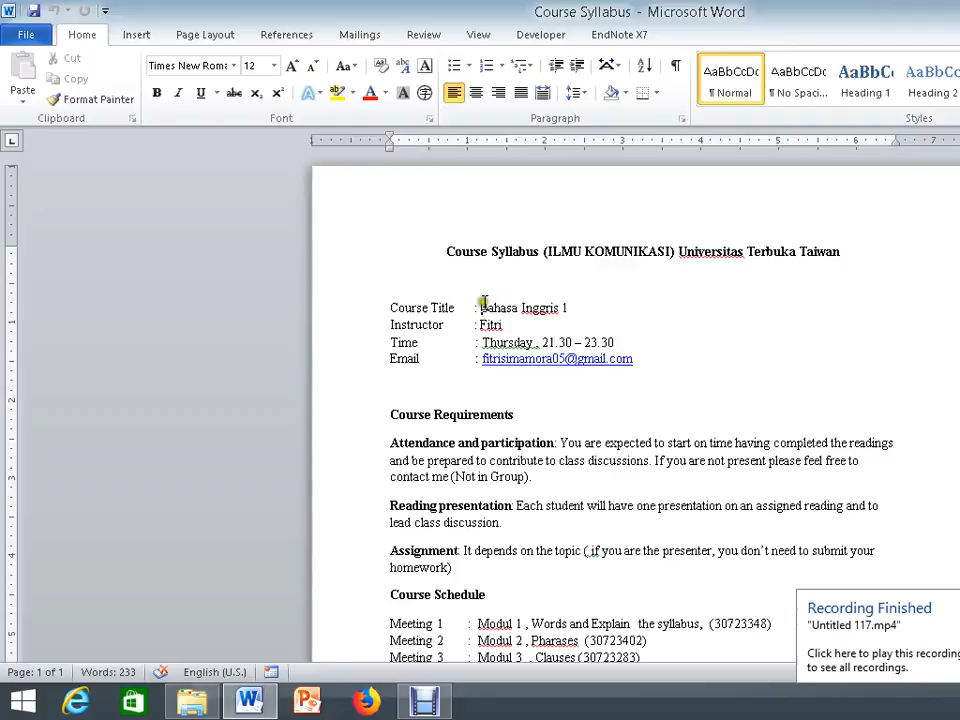 Course Syllabus - Microsoft Word
File Home Insert Page Layout References Mailings Review View Developer EndNote X7
Cut
Copy
Format Painter
Paste
Times New Roma 12
AaBbCcDc AaBbCcDc AaBbCc AaBbCc
¶ Normal ¶ No Spaci... Heading 1 Heading 2
Clipboard Font Paragraph Styles
Course Syllabus (ILMU KOMUNIKASI) Universitas Terbuka Taiwan
Course Title : Bahasa Inggris 1
Instructor : Fitri
Time : Thursday , 21.30 – 23.30
Email : fitrisimamora05@gmail.com
Course Requirements
Attendance and participation: You are expected to start on time having completed the readings
and be prepared to contribute to class discussions. If you are not present please feel free to
contact me (Not in Group).
Reading presentation: Each student will have one presentation on an assigned reading and to
lead class discussion.
Assignment: It depends on the topic ( if you are the presenter, you don't need to submit your
homework)
Course Schedule
Meeting 1 : Modul 1 , Words and Explain the syllabus, (30723348)
Meeting 2 : Modul 2 , Pharases (30723402)
Meeting 3 : Modul 3 , Clauses (30723283)
Recording Finished
"Untitled 117.mp4"
Click here to play this recording
to see all recordings.
Page: 1 of 1 Words: 233 English (U.S.)